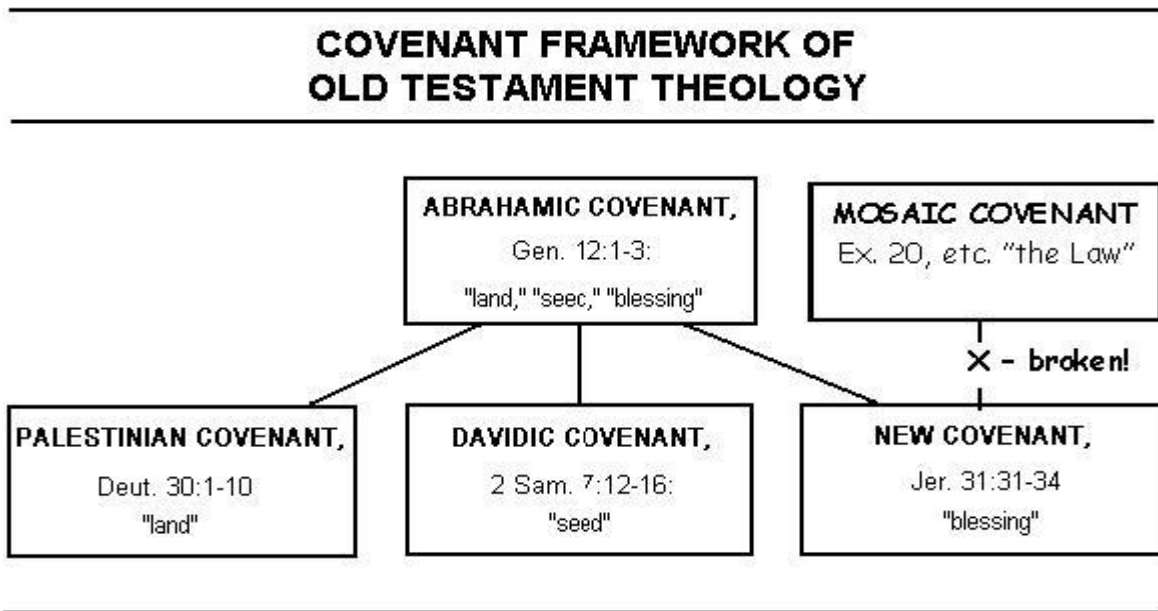 COVENANT FRAMEWORK OF
OLD TESTAMENT THEOLOGY
ABRAHAMIC COVENANT,
Gen. 12:1-3:
"land," "seec," "blessing"
MOSAIC COVENANT
Ex. 20, etc. "the Law"
X - broken!
PALESTINIAN COVENANT,
Deut. 30:1-10
"land"
DAVIDIC COVENANT,
2 Sam. 7:12-16:
"seed"
NEW COVENANT,
Jer. 31:31-34
"blessing"